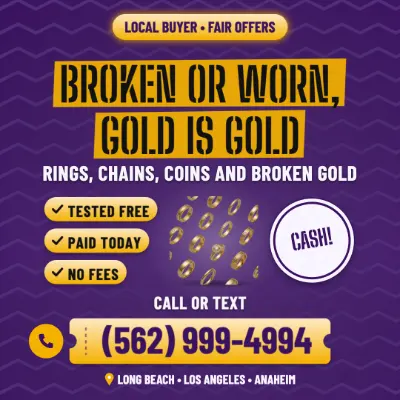 LOCAL BUYER • FAIR OFFERS
BROKEN OR WORN,
GOLD IS GOLD
RINGS, CHAINS, COINS AND BROKEN GOLD
TESTED FREE
PAID TODAY
NO FEES
CASH!
CALL OR TEXT
(562) 999-4994
LONG BEACH • LOS ANGELES • ANAHEIM